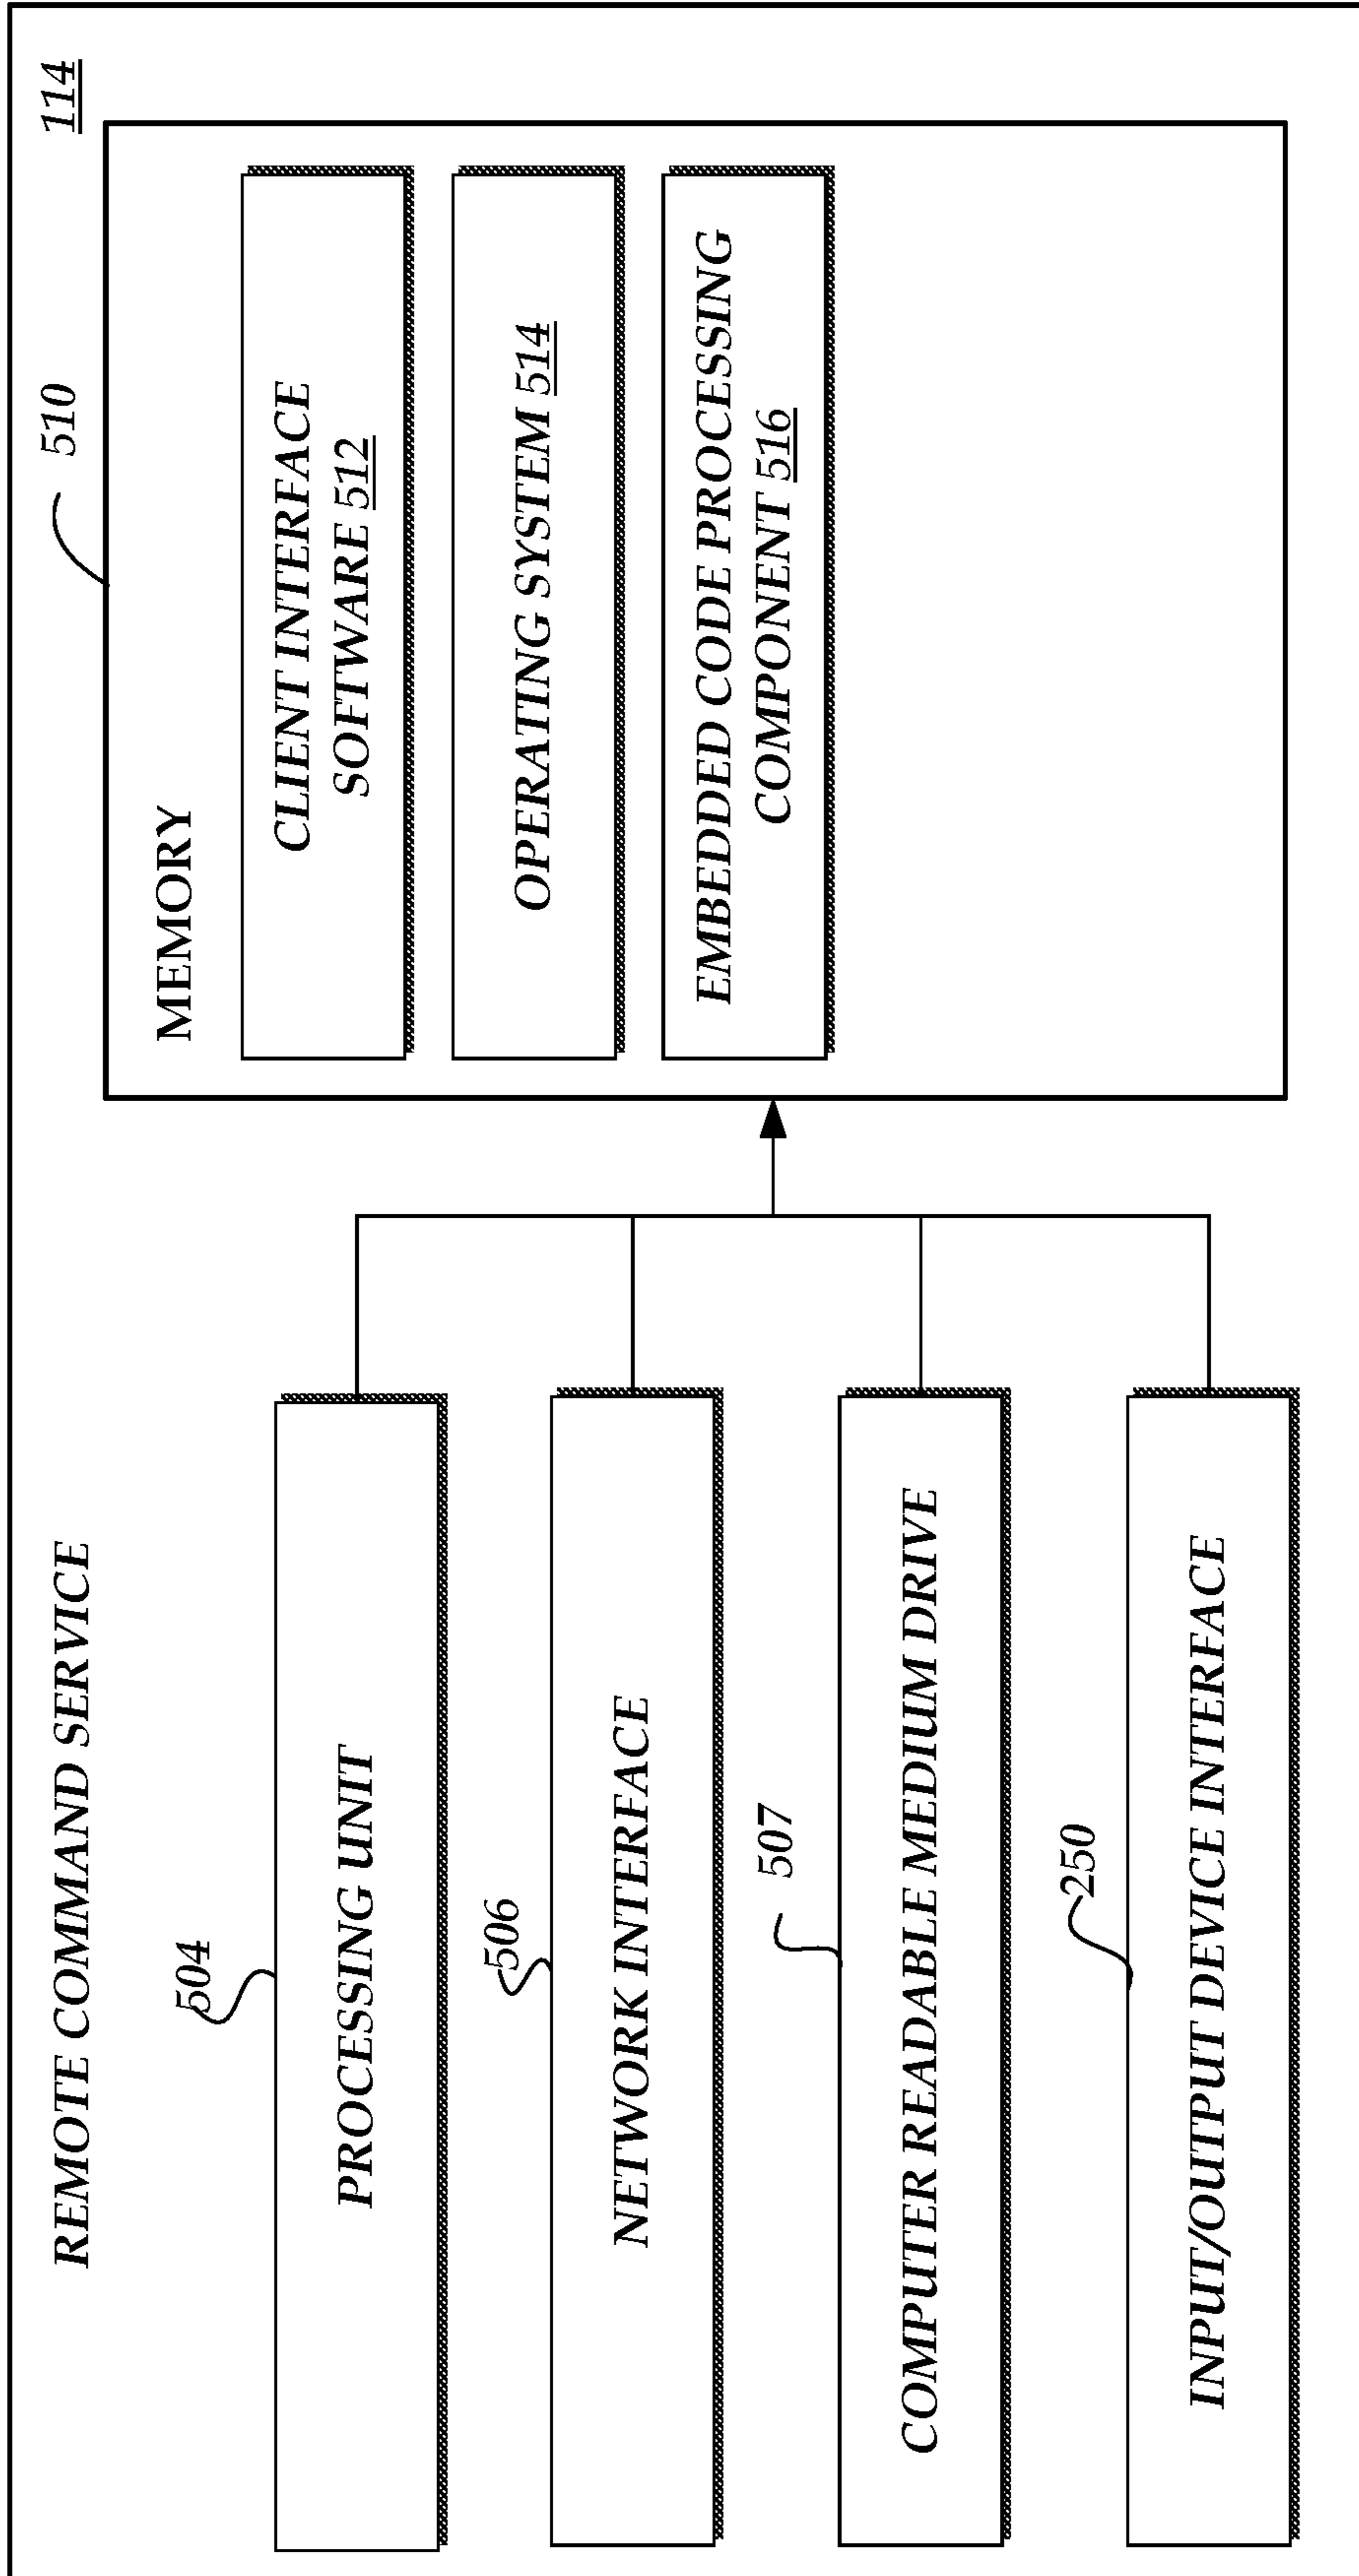 REMOTE COMMAND SERVICE
114
504
PROCESSING UNIT
506
NETWORK INTERFACE
507
COMPUTER READABLE MEDIUM DRIVE
250
INPUT/OUTPUT DEVICE INTERFACE
510
MEMORY
CLIENT INTERFACE
SOFTWARE 512
OPERATING SYSTEM 514
EMBEDDED CODE PROCESSING
COMPONENT 516